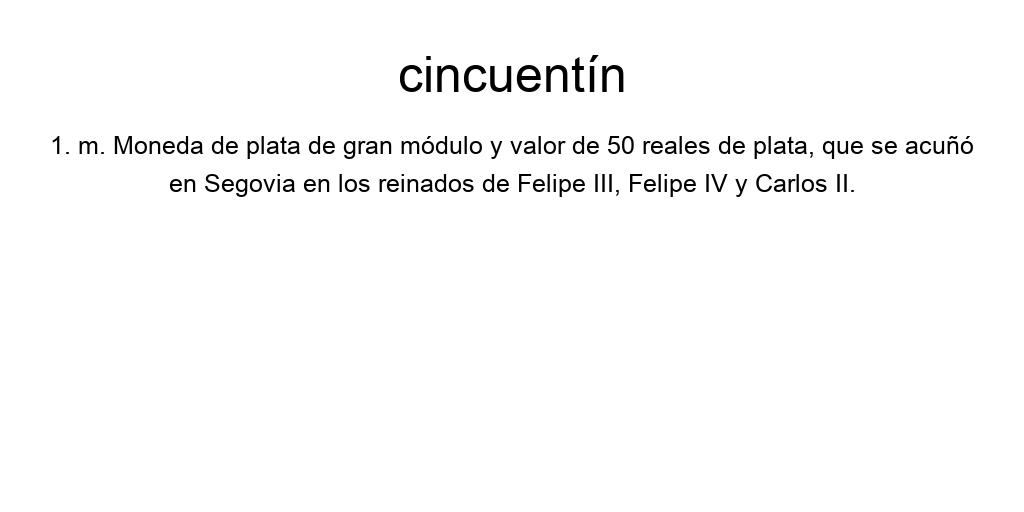 cincuentín
1. m. Moneda de plata de gran módulo y valor de 50 reales de plata, que se acuñó
en Segovia en los reinados de Felipe III, Felipe IV y Carlos II.